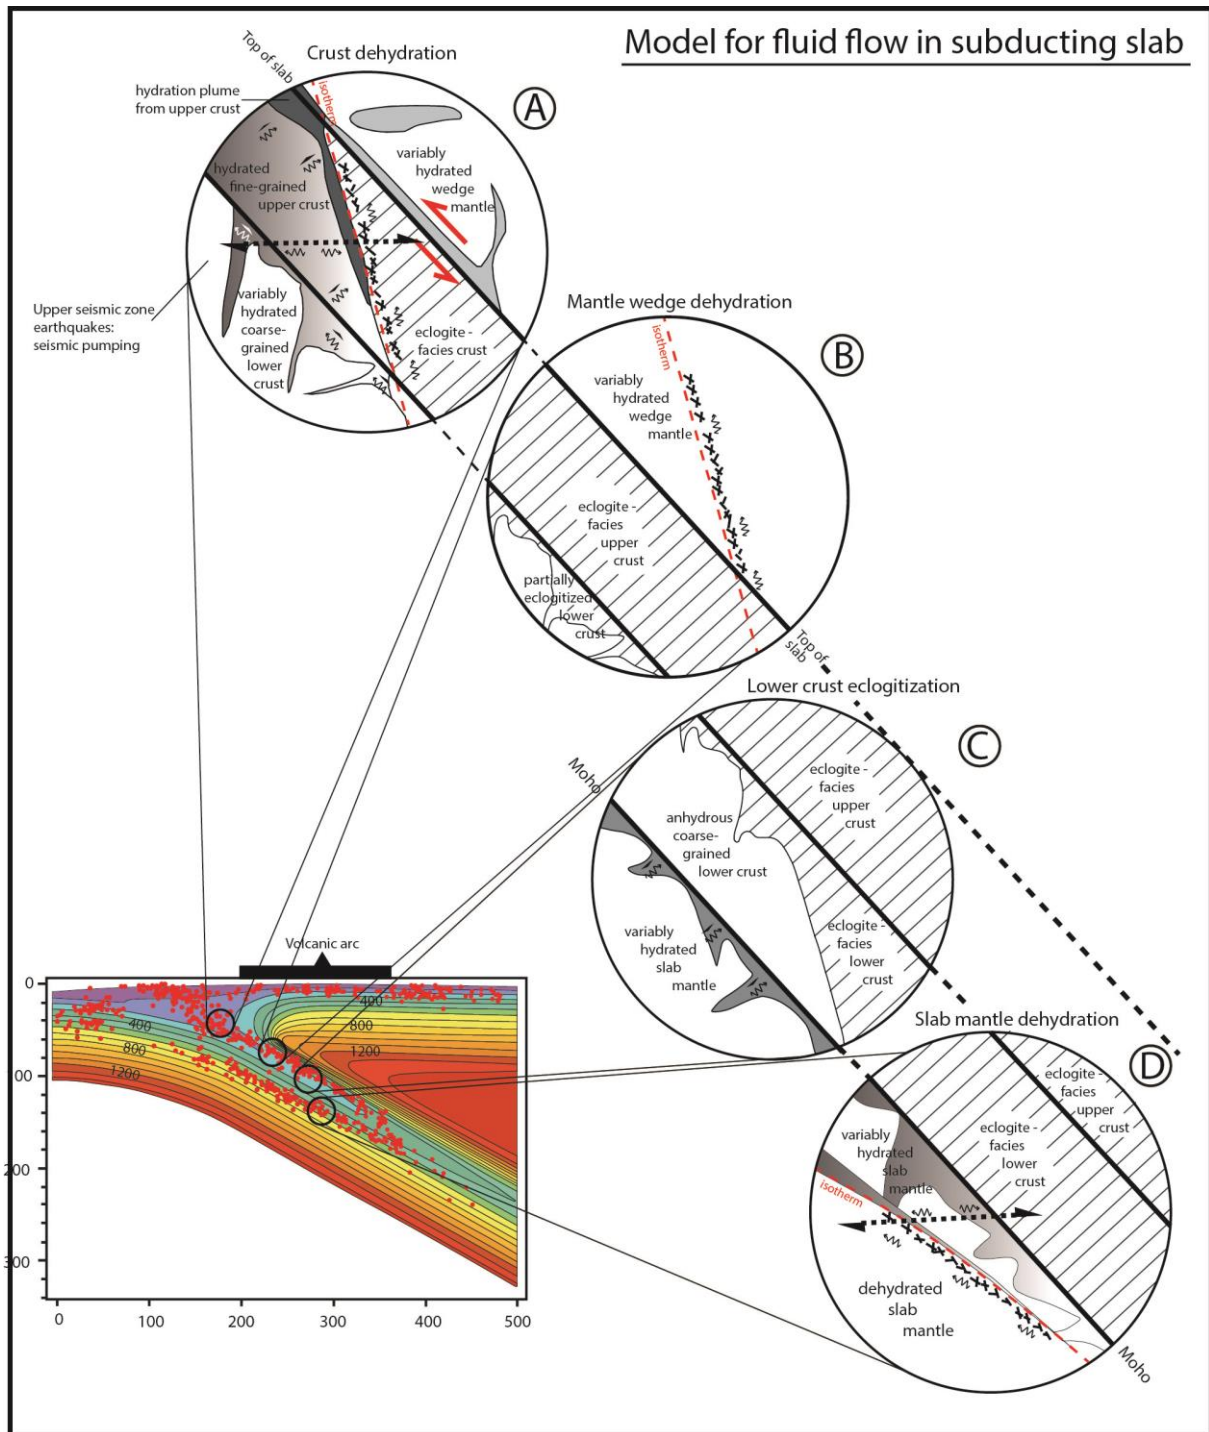 Model for fluid flow in subducting slab
Crust dehydration
Top of slab
isotherm
hydration plume
from upper crust
A
variably
hydrated
wedge
mantle
hydrated
fine-grained
upper crust
Upper seismic zone
earthquakes:
seismic pumping
variably
hydrated
coarse-
grained
lower
crust
eclogite -
facies crust
Mantle wedge dehydration
isotherm
B
variably
hydrated
wedge
mantle
eclogite -
facies
upper
crust
partially
eclogitized
lower
crust
Top of
slab
Lower crust eclogitization
C
Moho
eclogite -
facies
upper
crust
anhydrous
coarse-
grained
lower crust
variably
hydrated
slab
mantle
eclogite -
facies
lower
crust
Slab mantle dehydration
D
eclogite -
facies
upper
crust
eclogite -
facies
lower
crust
variably
hydrated
slab
mantle
isotherm
dehydrated
slab
mantle
Moho
Volcanic arc
0
00
200
300
400
800
1200
400
800
1200
0
100
200
300
400
500